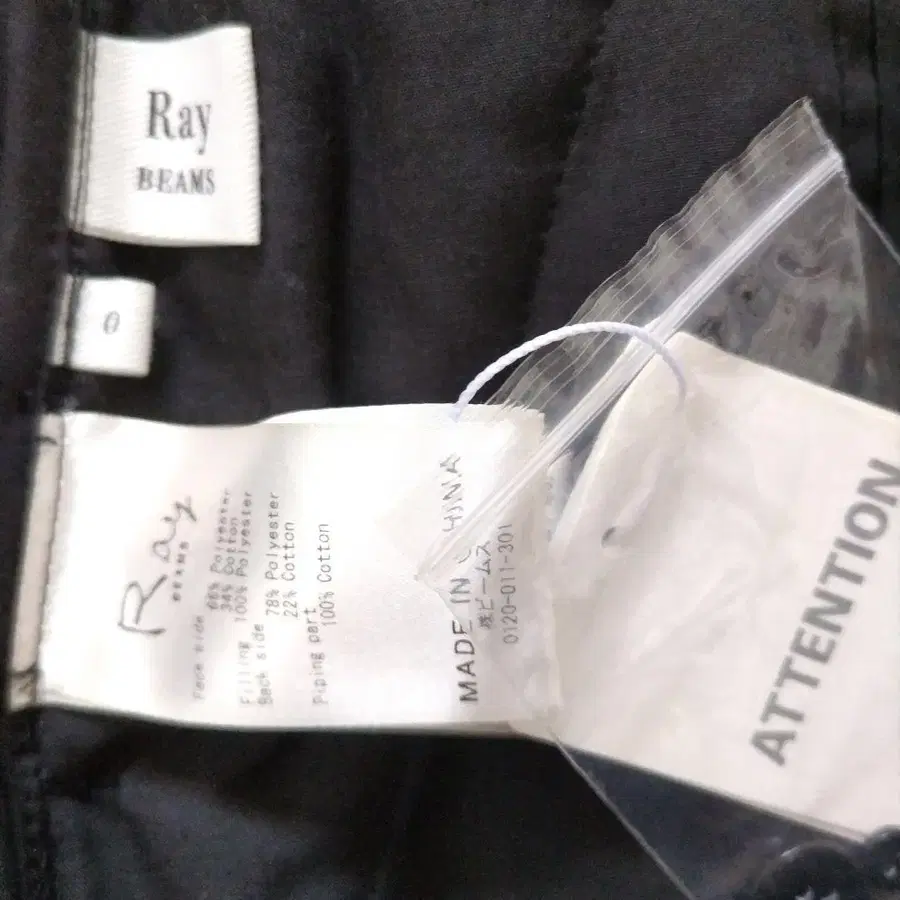 Ray
BEAMS
0
Ray
BEAMS
Face side 66% Polyester
34% Cotton
Filling 100% Polyester
Back side 78% Polyester
22% Cotton
Piping part 100% Cotton
MADE IN CHINA
㈱ビームス
0120-011-301
ATTENTION